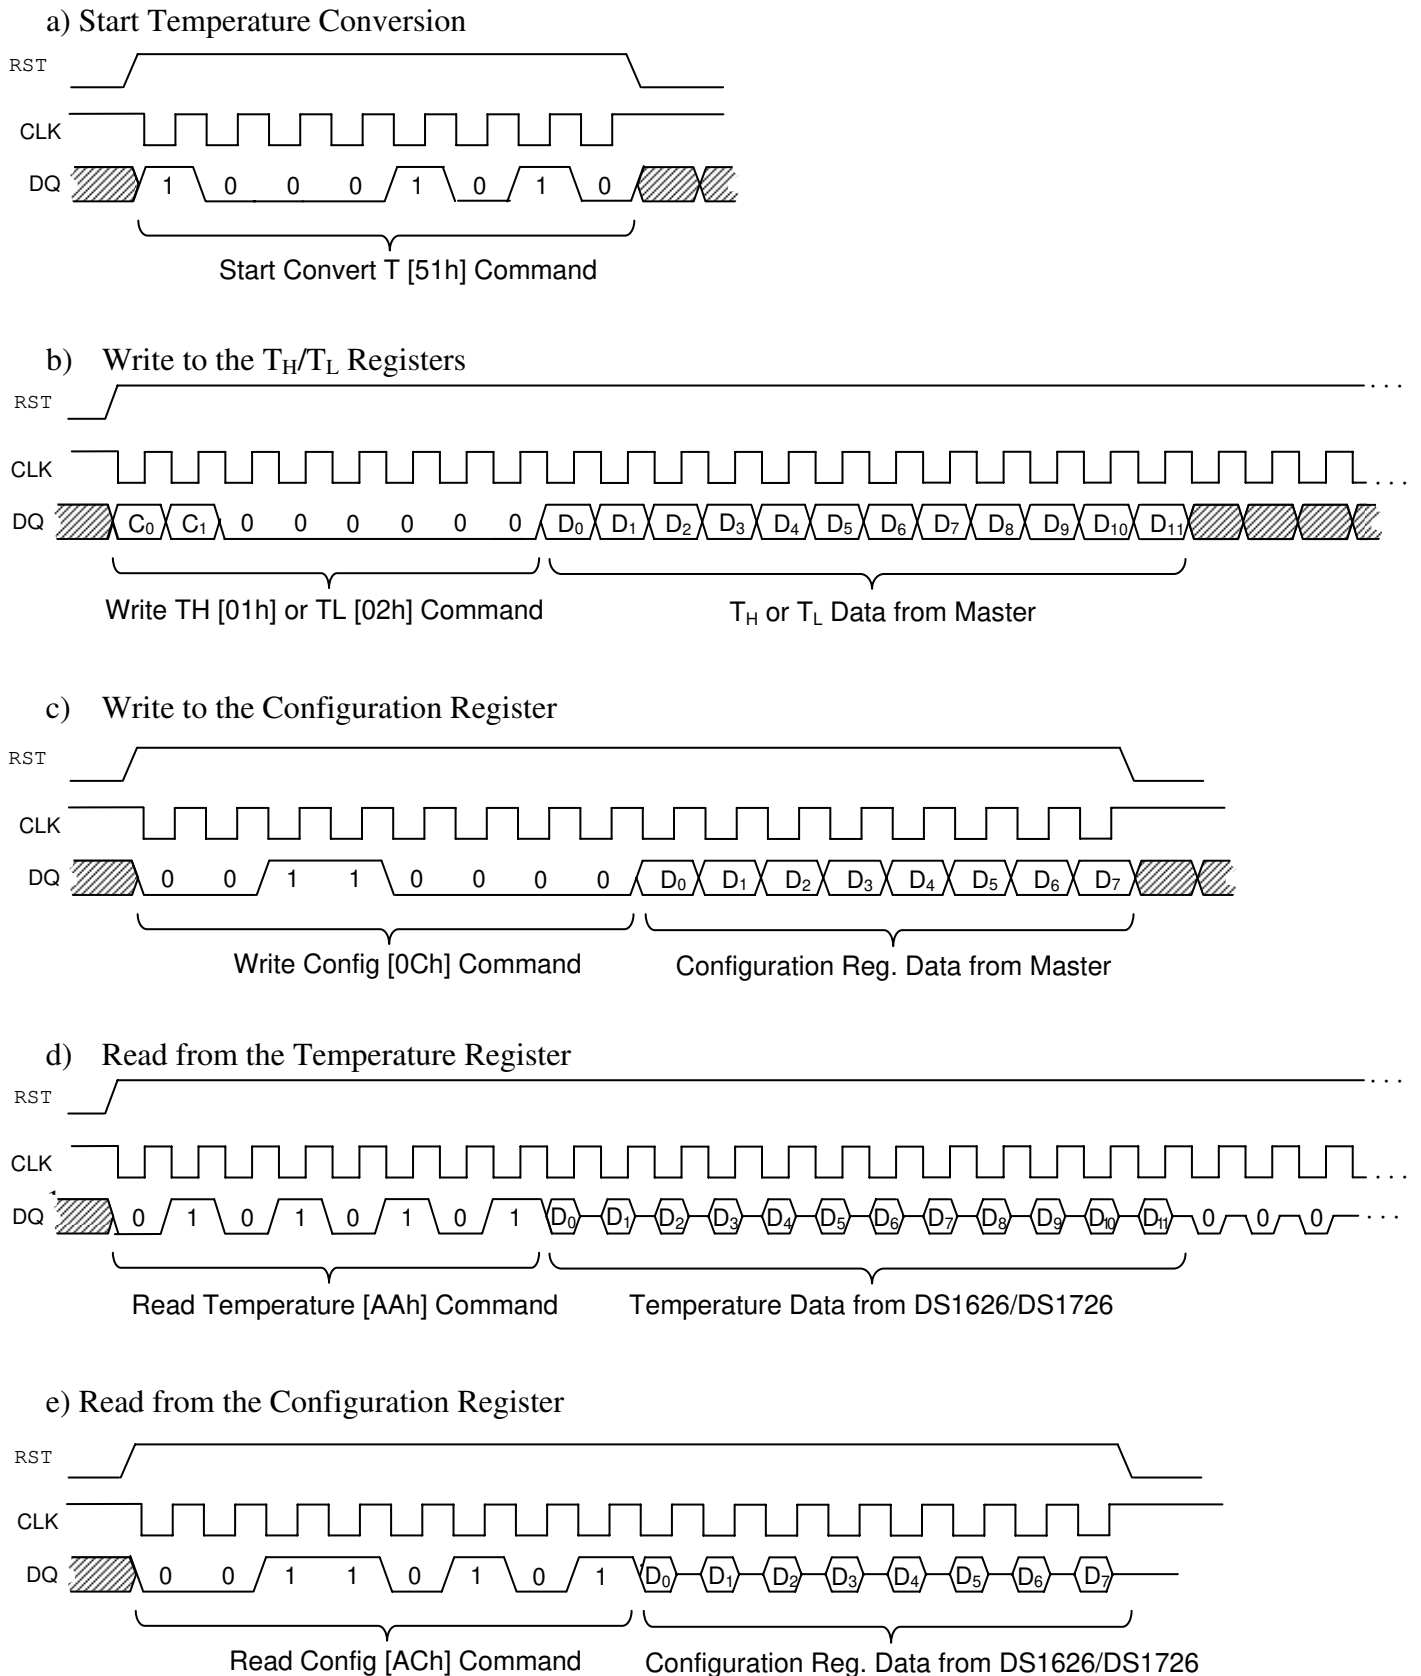 a) Start Temperature Conversion
RST
CLK
DQ 1 0 0 0 1 0 1 0
Start Convert T [51h] Command
b) Write to the T_H/T_L Registers
RST ...
CLK ....
DQ C₀ C₁ 0 0 0 0 0 0 D₀ D₁ D₂ D₃ D₄ D₅ D₆ D₇ D₈ D₉ D₁₀ D₁₁
Write TH [01h] or TL [02h] Command T_H or T_L Data from Master
c) Write to the Configuration Register
RST
CLK
DQ 0 0 1 1 0 0 0 0 D₀ D₁ D₂ D₃ D₄ D₅ D₆ D₇
Write Config [0Ch] Command Configuration Reg. Data from Master
d) Read from the Temperature Register
RST ...
CLK ....
DQ 0 1 0 1 0 1 0 1 D₀ D₁ D₂ D₃ D₄ D₅ D₆ D₇ D₈ D₉ D₁₀ D₁₁ 0 0 0 ...
Read Temperature [AAh] Command Temperature Data from DS1626/DS1726
e) Read from the Configuration Register
RST
CLK
DQ 0 0 1 1 0 1 0 1 D₀ D₁ D₂ D₃ D₄ D₅ D₆ D₇
Read Config [ACh] Command Configuration Reg. Data from DS1626/DS1726